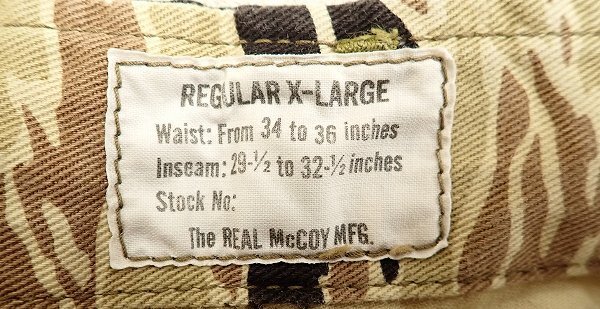 REGULAR X-LARGE
Waist: From 34 to 36 inches
Inseam: 29-½ to 32-½ inches
Stock No:
The REAL McCOY MFG.